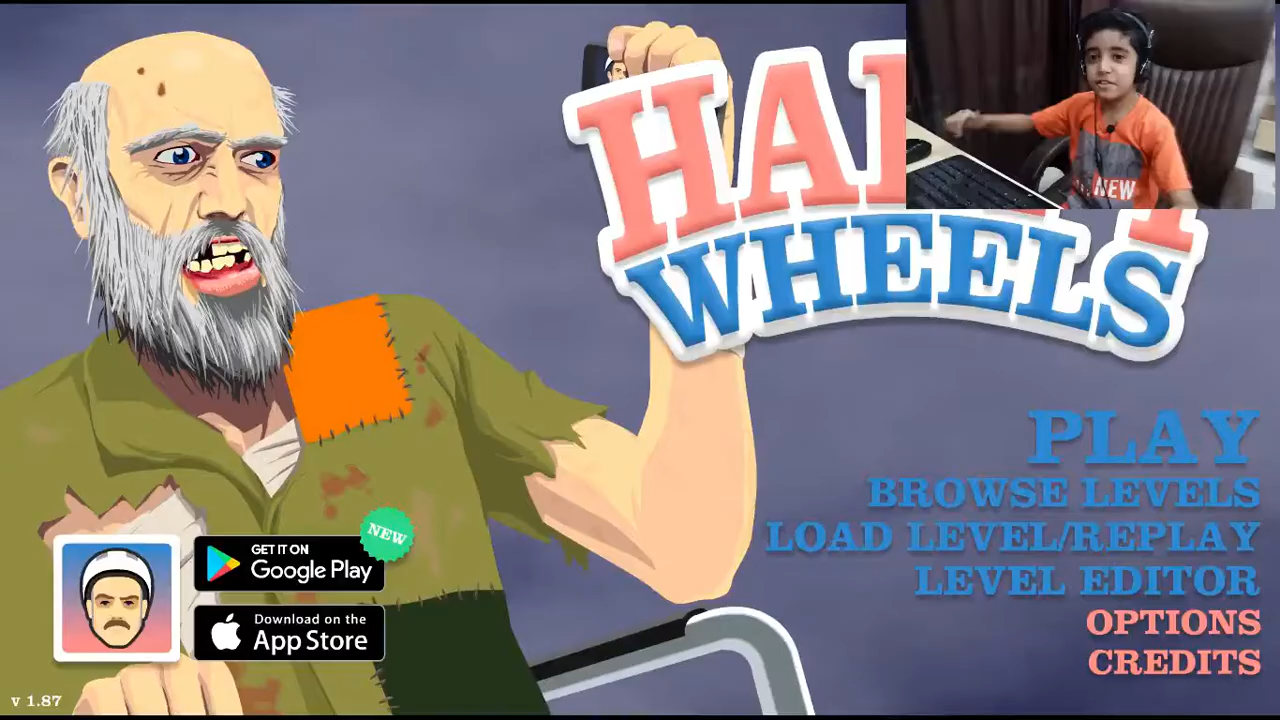 WHEELS
PLAY
BROWSE LEVELS
LOAD LEVEL/REPLAY
LEVEL EDITOR
OPTIONS
CREDITS
NEW
GET IT ON
Google Play
Download on the
App Store
v 1.87
NEW